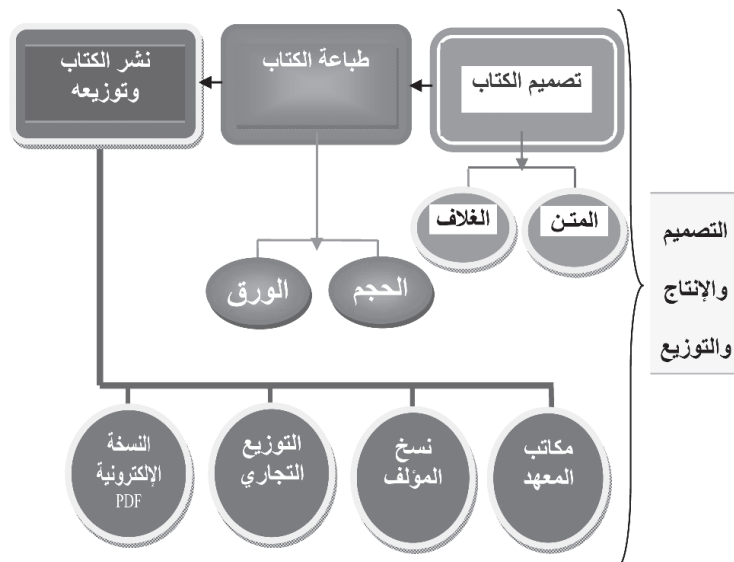 تصميم الكتاب
طباعة الكتاب
نشر الكتاب
وتوزيعه
المتـن
الغلاف
الحجم
الورق
التصميم
والإنتاج
والتوزيع
مكاتب
المعهد
نسخ
المؤلف
التوزيع
التجاري
النسخة
الإلكترونية
PDF